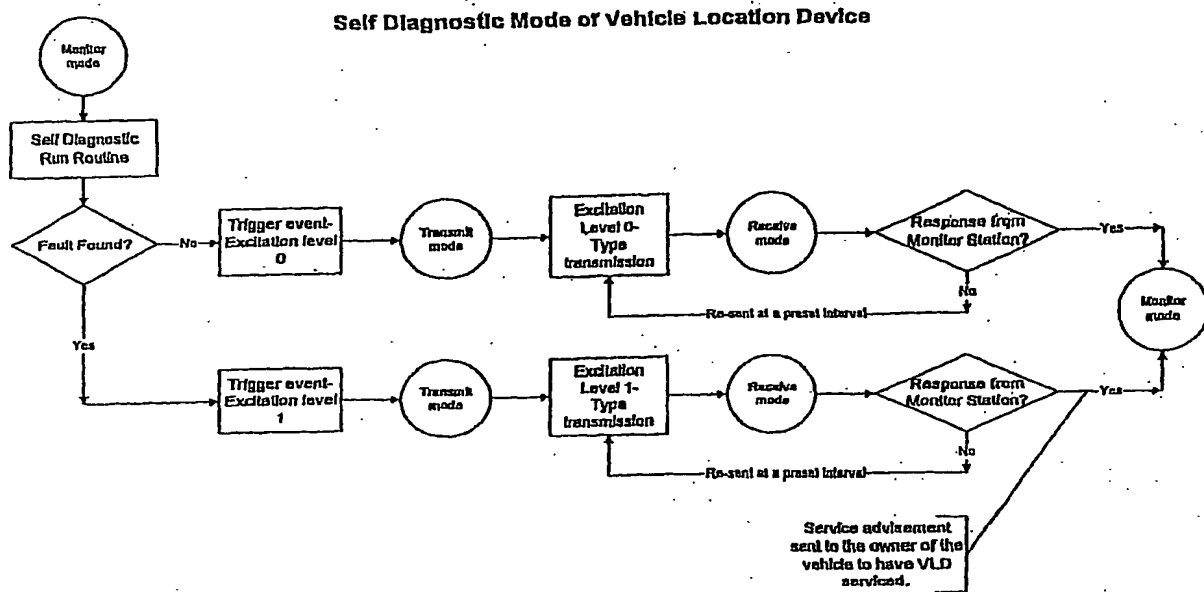 Self Diagnostic Mode of Vehicle Location Device
Monitor
mode
Self Diagnostic
Run Routine
Fault Found?
No
Trigger event-
Excitation level
0
Transmit
mode
Excitation
Level 0-
Type
transmission
Receive
mode
Response from
Monitor Station?
Yes
No
Re-sent at a preset interval
Monitor
mode
Yes
Trigger event-
Excitation level
1
Transmit
mode
Excitation
Level 1-
Type
transmission
Receive
mode
Response from
Monitor Station?
Yes
No
Re-sent at a preset interval
Service advisement
sent to the owner of the
vehicle to have VLD
serviced.